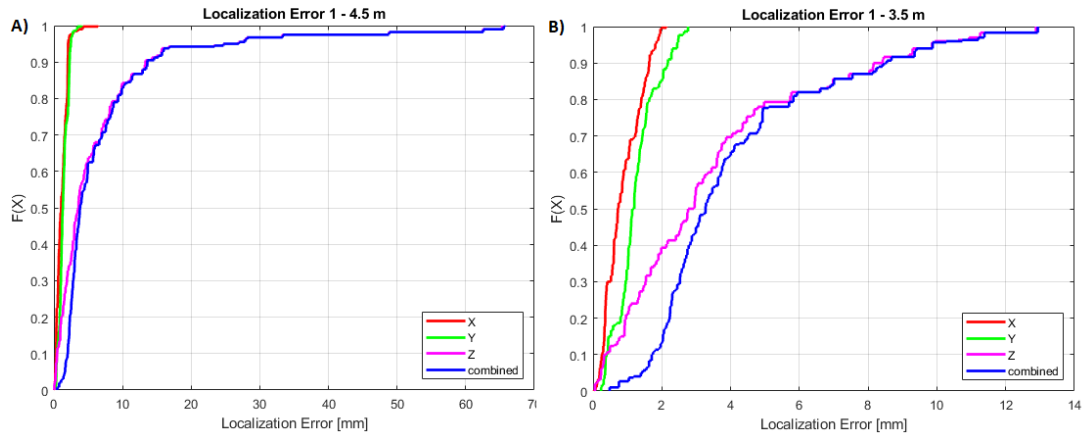 A)
Localization Error 1 - 4.5 m
F(X)
1
0.9
0.8
0.7
0.6
0.5
0.4
0.3
0.2
0.1
0
0 10 20 30 40 50 60 70
Localization Error [mm]
X
Y
Z
combined
B)
Localization Error 1 - 3.5 m
F(X)
1
0.9
0.8
0.7
0.6
0.5
0.4
0.3
0.2
0.1
0
0 2 4 6 8 10 12 14
Localization Error [mm]
X
Y
Z
combined